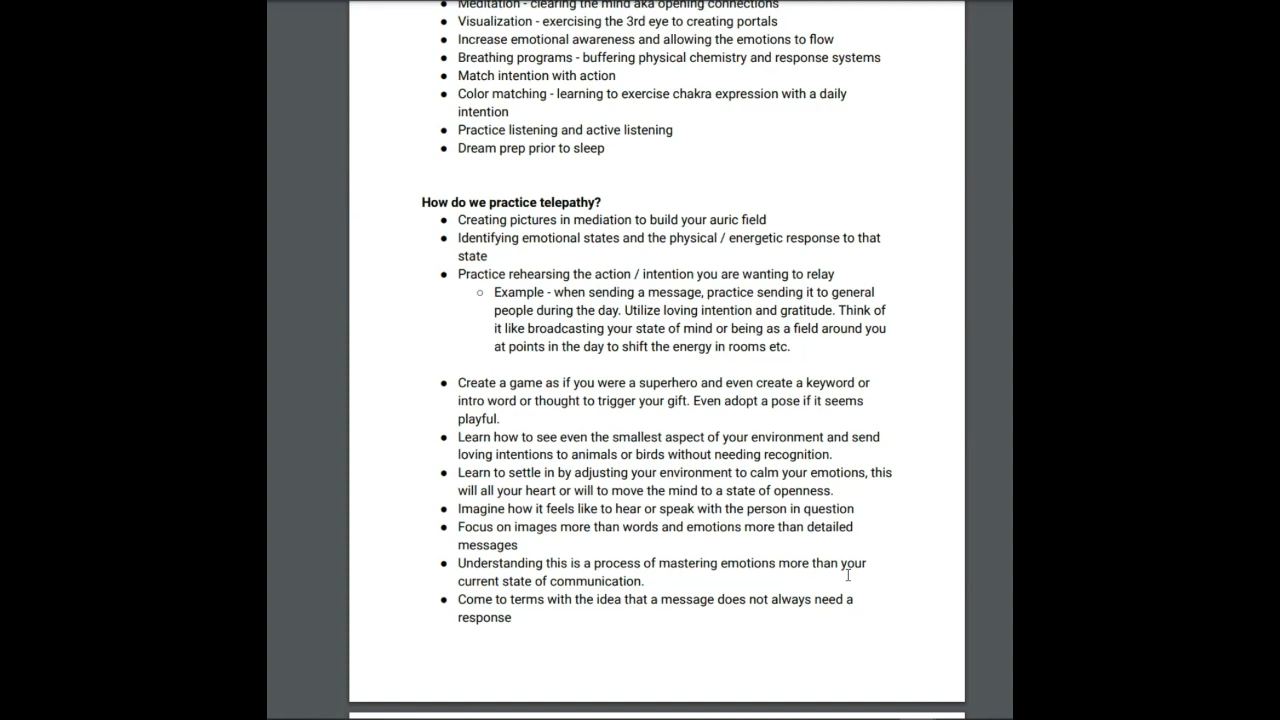 ● Meditation - clearing the mind aka opening connections
● Visualization - exercising the 3rd eye to creating portals
● Increase emotional awareness and allowing the emotions to flow
● Breathing programs - buffering physical chemistry and response systems
● Match intention with action
● Color matching - learning to exercise chakra expression with a daily
intention
● Practice listening and active listening
● Dream prep prior to sleep
How do we practice telepathy?
● Creating pictures in mediation to build your auric field
● Identifying emotional states and the physical / energetic response to that
state
● Practice rehearsing the action / intention you are wanting to relay
○ Example - when sending a message, practice sending it to general
people during the day. Utilize loving intention and gratitude. Think of
it like broadcasting your state of mind or being as a field around you
at points in the day to shift the energy in rooms etc.
● Create a game as if you were a superhero and even create a keyword or
intro word or thought to trigger your gift. Even adopt a pose if it seems
playful.
● Learn how to see even the smallest aspect of your environment and send
loving intentions to animals or birds without needing recognition.
● Learn to settle in by adjusting your environment to calm your emotions, this
will all your heart or will to move the mind to a state of openness.
● Imagine how it feels like to hear or speak with the person in question
● Focus on images more than words and emotions more than detailed
messages
● Understanding this is a process of mastering emotions more than your
current state of communication.
● Come to terms with the idea that a message does not always need a
response